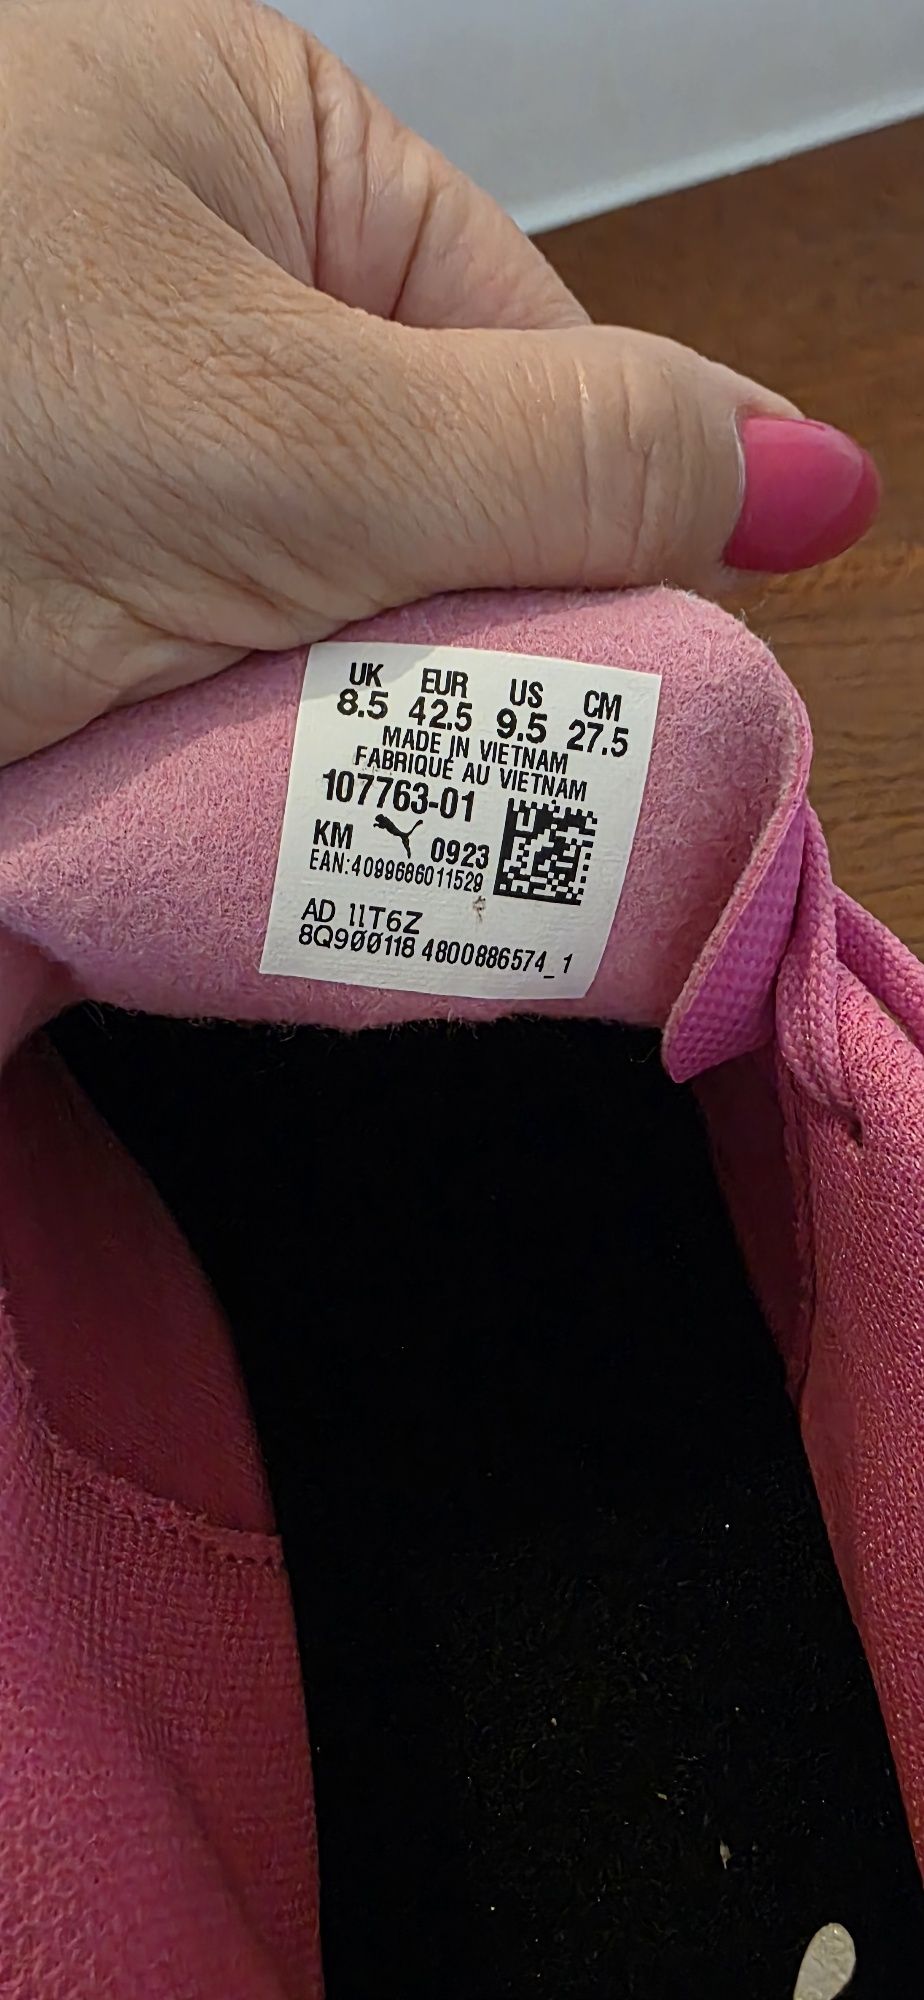 UK EUR US CM
8.5 42.5 9.5 27.5
MADE IN VIETNAM
FABRIQUÉ AU VIETNAM
107763-01
KM 0923
EAN:4099686011529
AD 11T6Z
8Q900118 4800886574_1